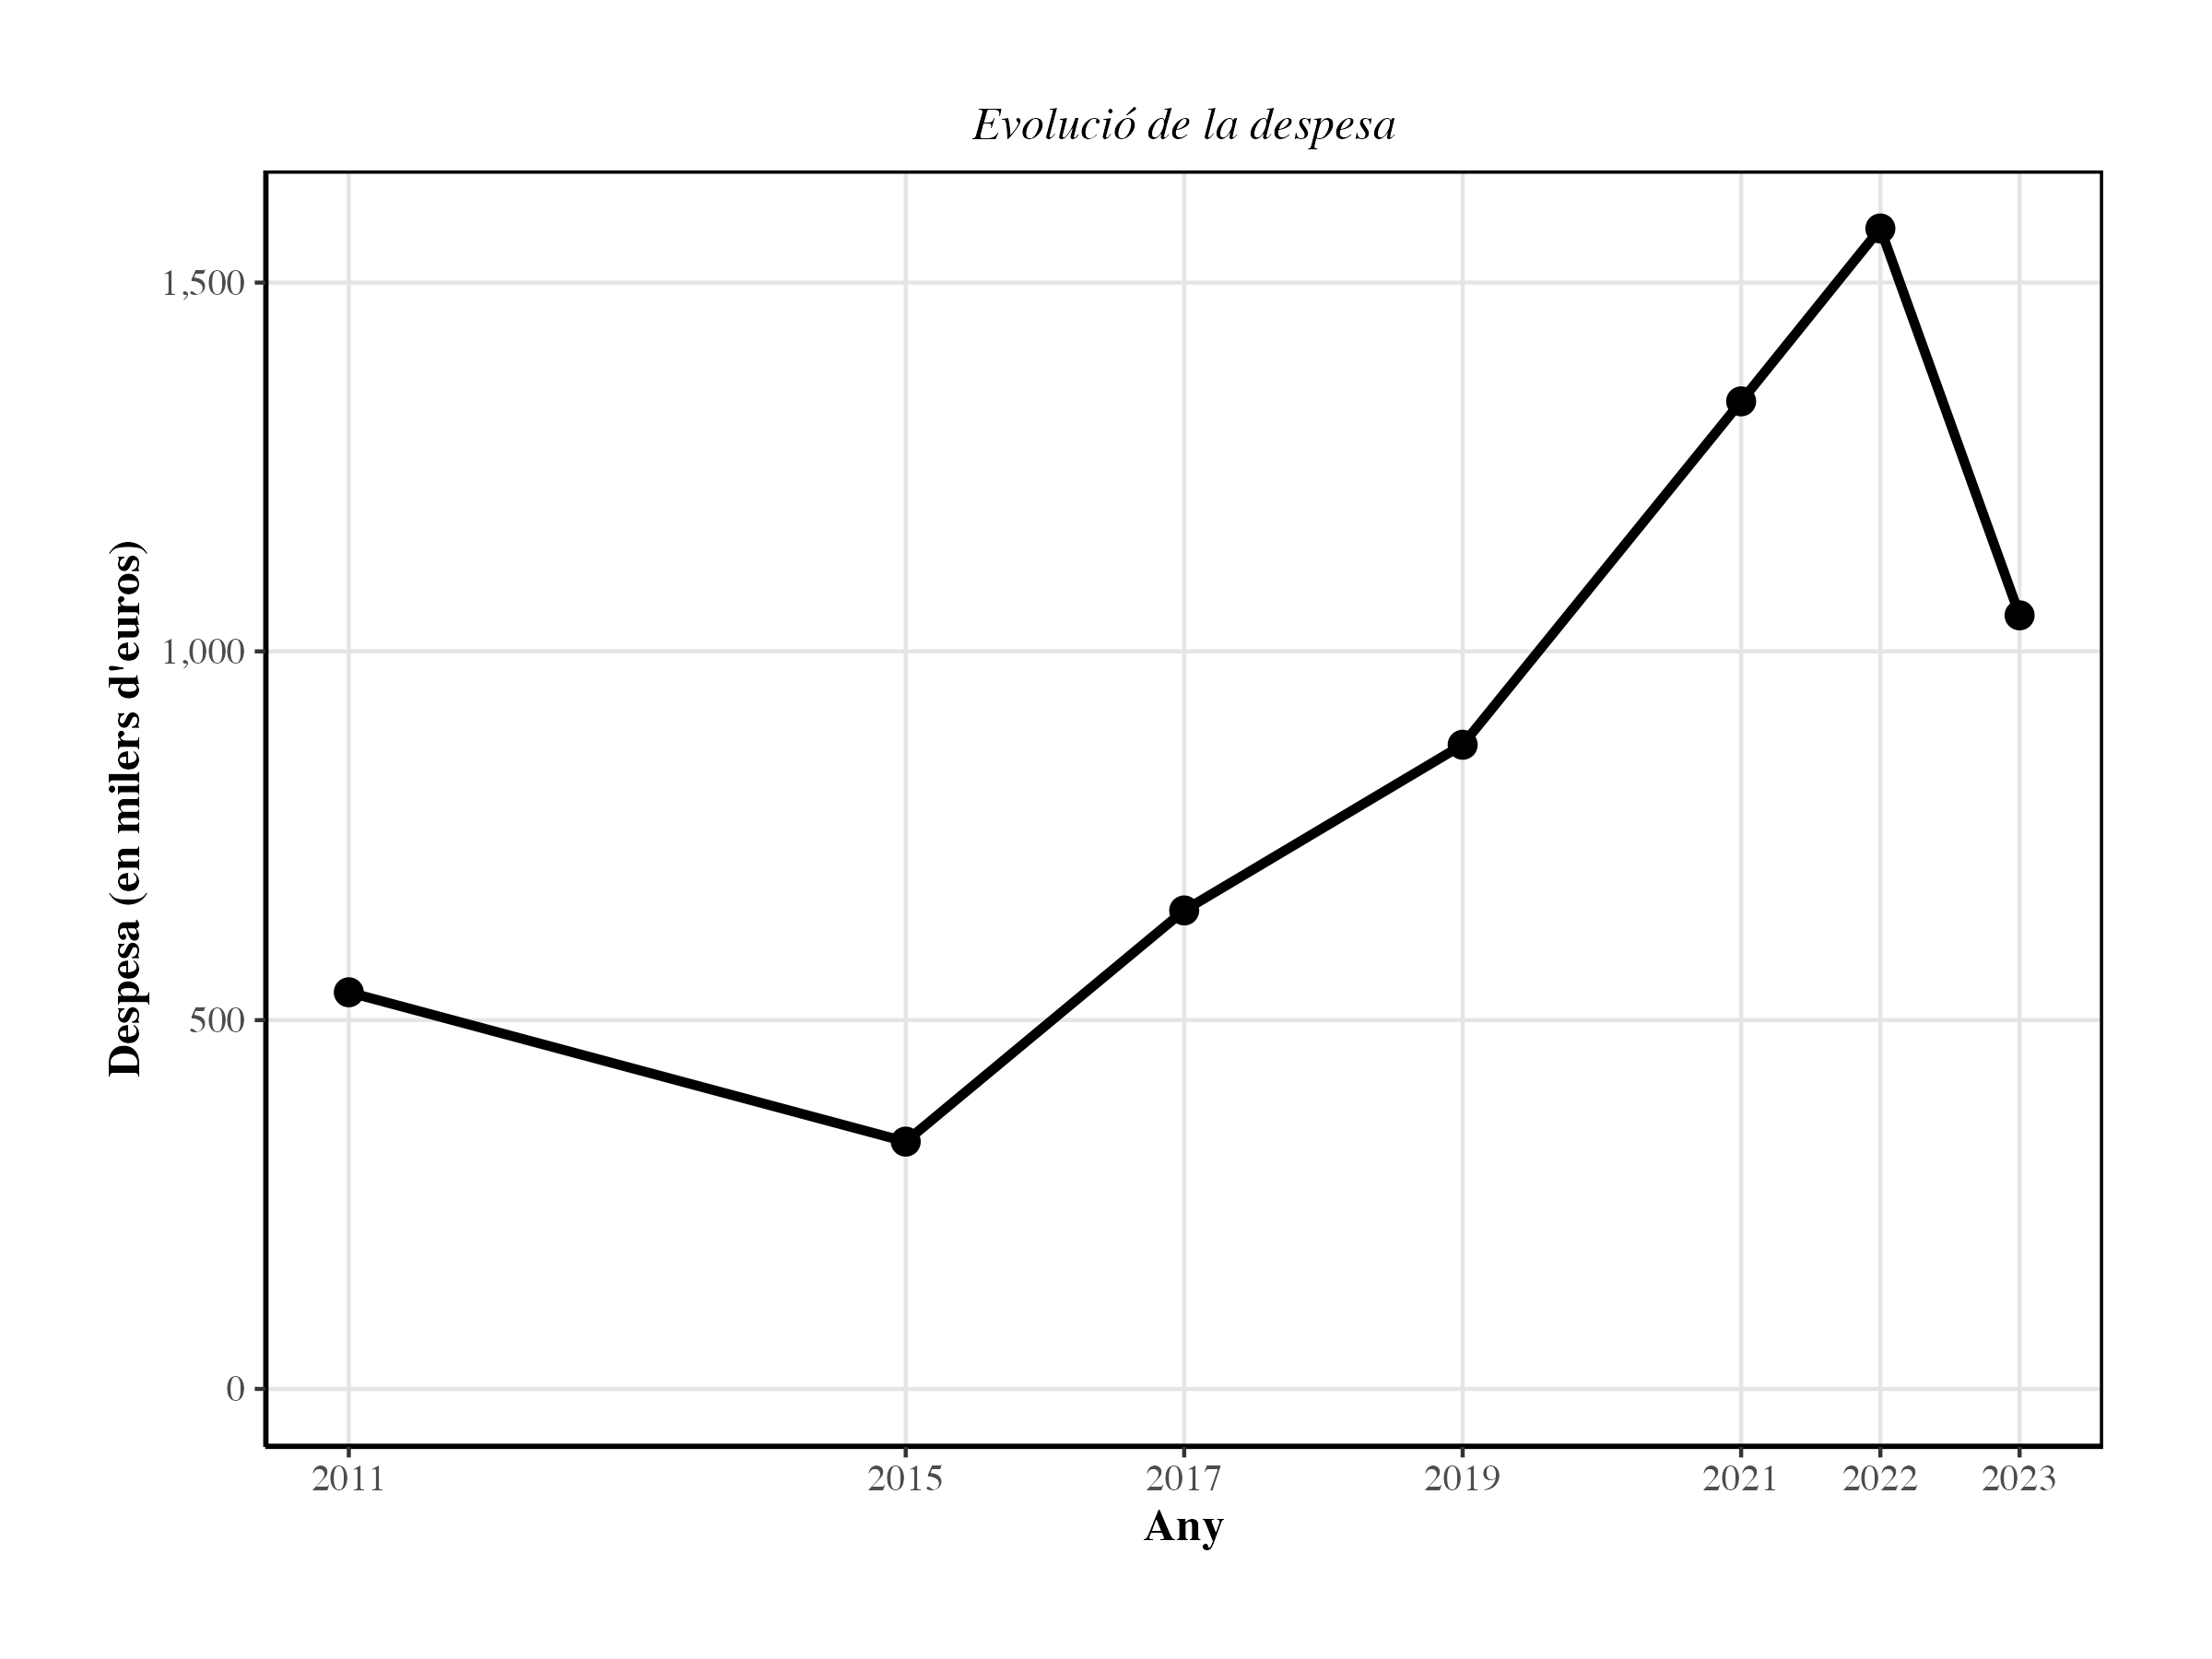 Evolució de la despesa
Despesa (en milers d'euros)
1,500
1,000
500
0
2011 2015 2017 2019 2021 2022 2023
Any